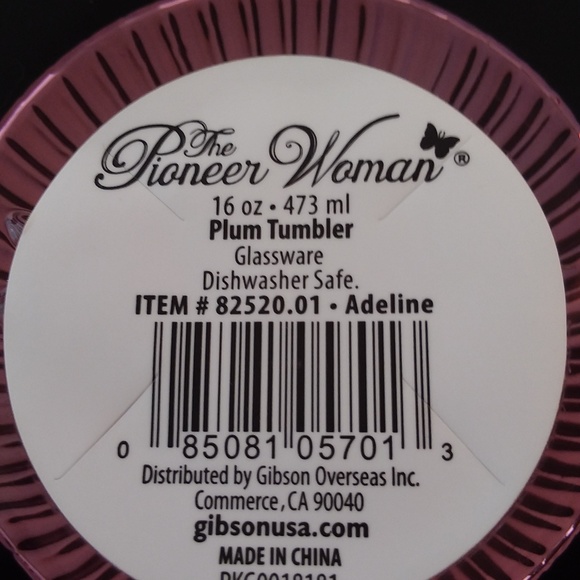 The
Pioneer Woman®
16 oz • 473 ml
Plum Tumbler
Glassware
Dishwasher Safe.
ITEM # 82520.01 • Adeline
0 85081 05701 3
Distributed by Gibson Overseas Inc.
Commerce, CA 90040
gibsonusa.com
MADE IN CHINA